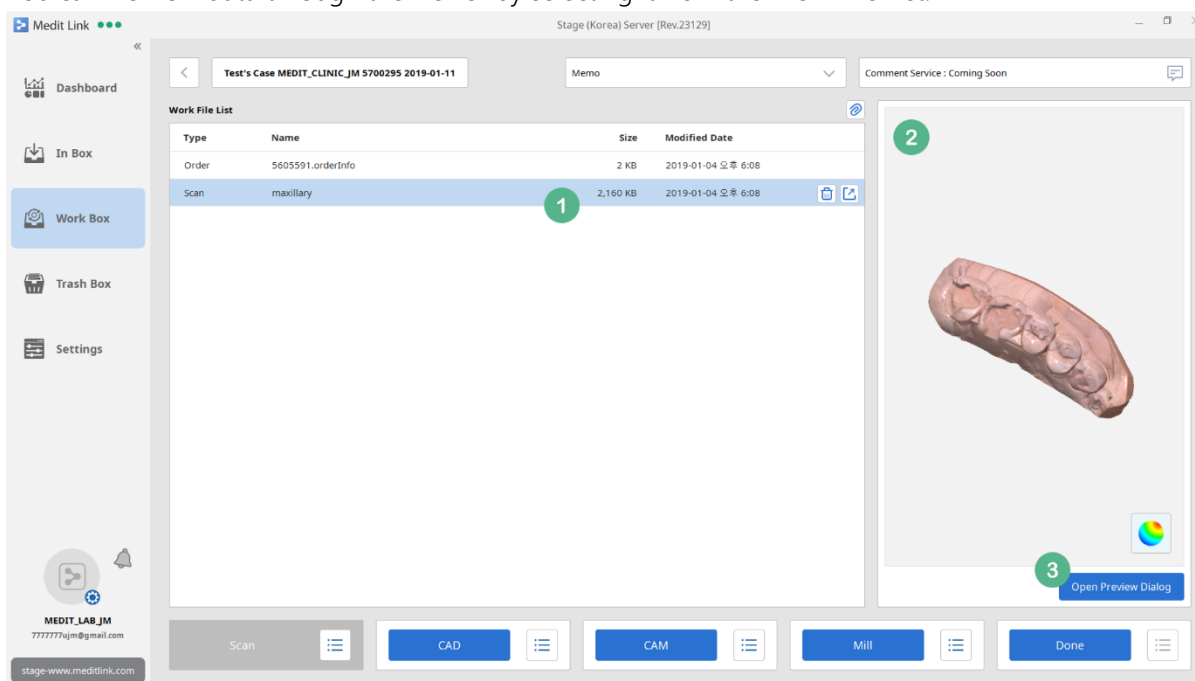 Medit Link
Stage (Korea) Server [Rev.23129]
Dashboard
In Box
Work Box
Trash Box
Settings
MEDIT_LAB_JM
7777777ujm@gmail.com
stage-www.meditlink.com
Test's Case MEDIT_CLINIC_JM 5700295 2019-01-11
Memo
Comment Service : Coming Soon
Work File List
Type Name Size Modified Date
Order 5605591.orderInfo 2 KB 2019-01-04 오후 6:08
Scan maxillary 2,160 KB 2019-01-04 오후 6:08
1
2
3
Open Preview Dialog
Scan
CAD
CAM
Mill
Done